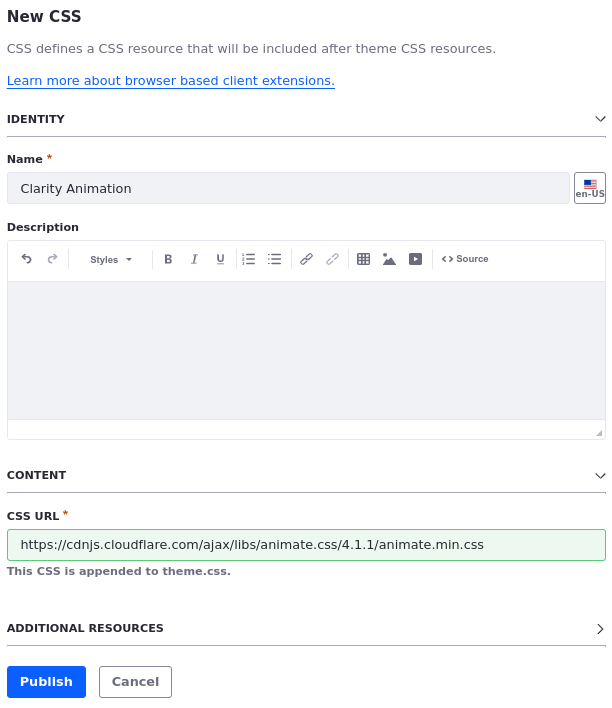 New CSS
CSS defines a CSS resource that will be included after theme CSS resources.
Learn more about browser based client extensions.
IDENTITY
Name *
Clarity Animation
en-US
Description
Styles B I U Source
CONTENT
CSS URL *
https://cdnjs.cloudflare.com/ajax/libs/animate.css/4.1.1/animate.min.css
This CSS is appended to theme.css.
ADDITIONAL RESOURCES
Publish Cancel